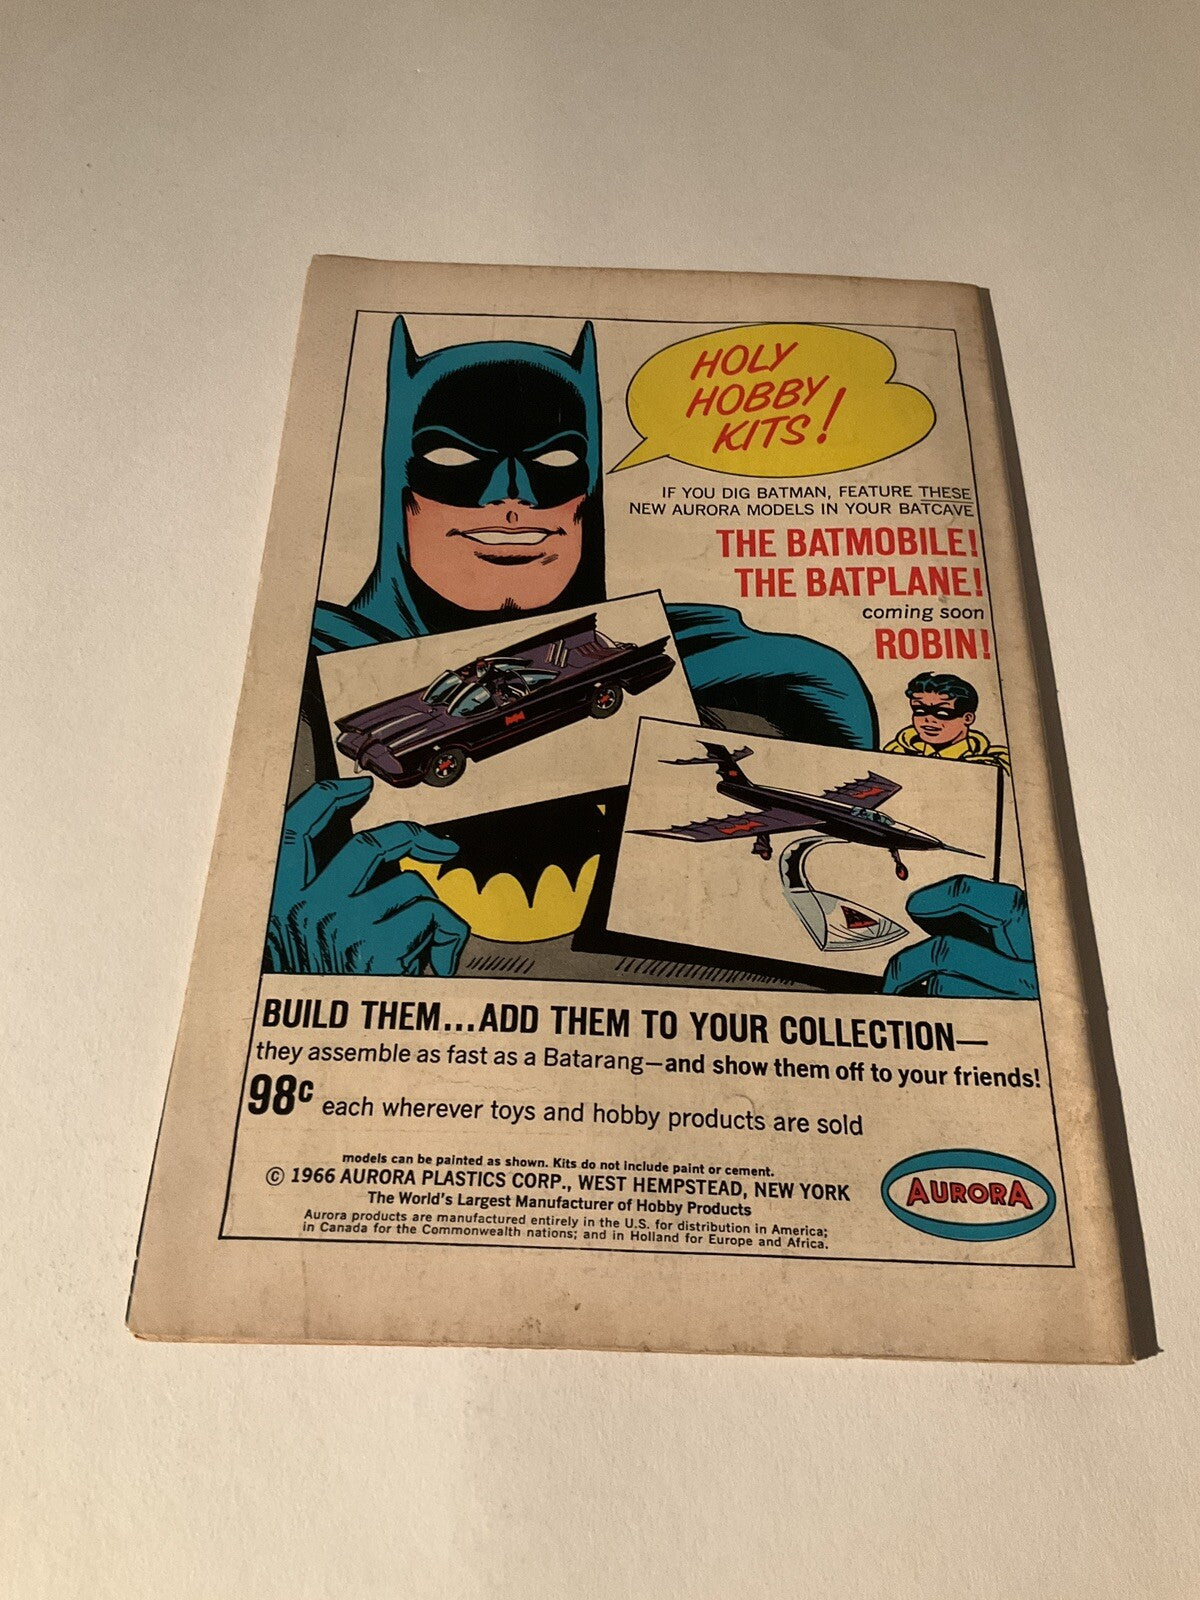 HOLY
HOBBY
KITS!
IF YOU DIG BATMAN, FEATURE THESE
NEW AURORA MODELS IN YOUR BATCAVE
THE BATMOBILE!
THE BATPLANE!
coming soon
ROBIN!
BUILD THEM...ADD THEM TO YOUR COLLECTION—
they assemble as fast as a Batarang—and show them off to your friends!
98c each wherever toys and hobby products are sold
models can be painted as shown. Kits do not include paint or cement.
© 1966 AURORA PLASTICS CORP., WEST HEMPSTEAD, NEW YORK
The World's Largest Manufacturer of Hobby Products
Aurora products are manufactured entirely in the U.S. for distribution in America;
in Canada for the Commonwealth nations; and in Holland for Europe and Africa.
AURORA